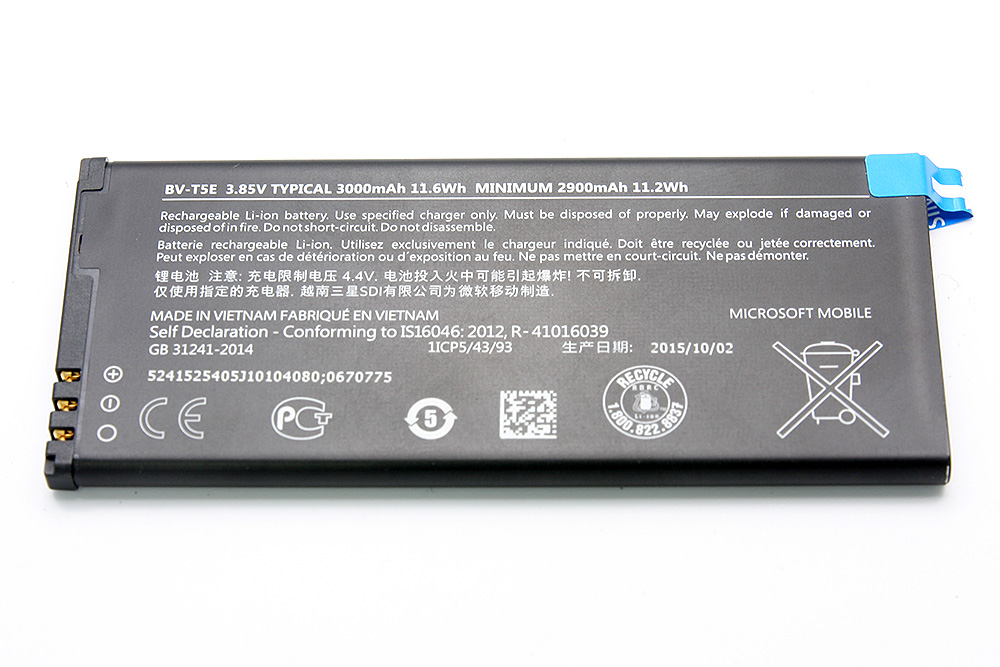 BV-T5E 3.85V TYPICAL 3000mAh 11.6Wh MINIMUM 2900mAh 11.2Wh
Rechargeable Li-ion battery. Use specified charger only. Must be disposed of properly. May explode if damaged or
disposed of in fire. Do not short-circuit. Do not disassemble.
Batterie rechargeable Li-ion. Utilisez exclusivement le chargeur indiqué. Doit être recyclée ou jetée correctement.
Peut exploser en cas de détérioration ou d'exposition au feu. Ne pas mettre en court-circuit. Ne pas démonter.
锂电池 注意: 充电限制电压 4.4V. 电池投入火中可能引起爆炸! 不可拆卸.
仅使用指定的充电器. 越南三星SDI有限公司为微软移动制造.
MADE IN VIETNAM FABRIQUÉ EN VIETNAM MICROSOFT MOBILE
Self Declaration - Conforming to IS16046: 2012, R- 41016039
GB 31241-2014 1ICP5/43/93 生产日期: 2015/10/02
5241525405J10104080;0670775
CE PCT 5
RECYCLE
RBRC
Li-ion
1.800.822.8837